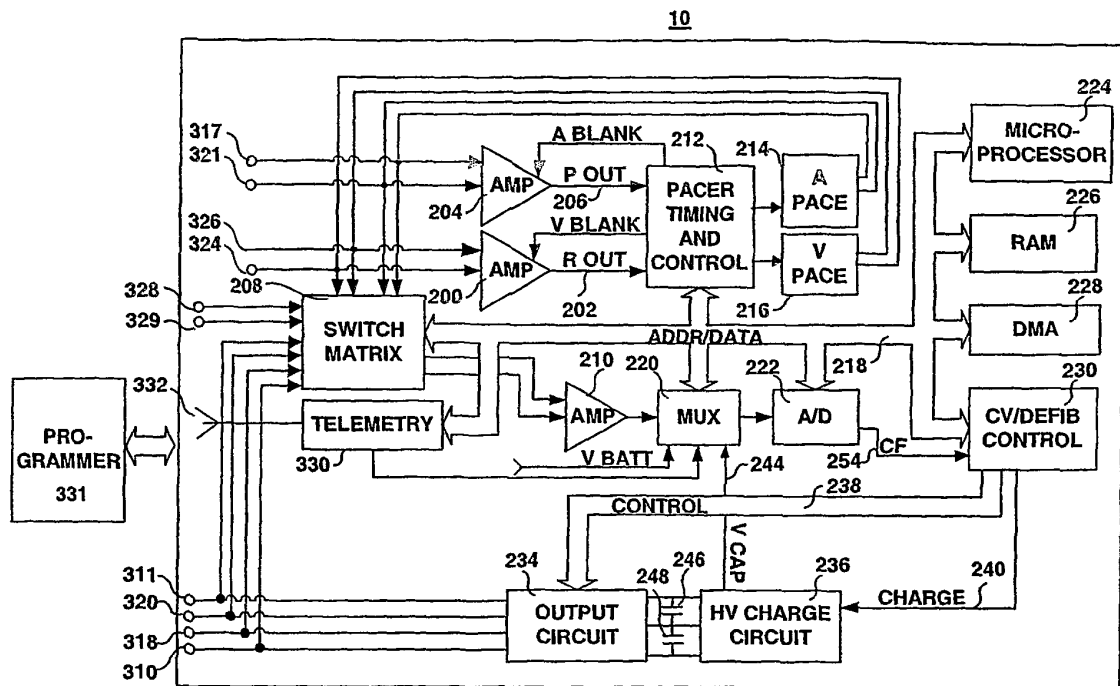 10
224
MICRO-
PROCESSOR
317
321
A BLANK
212
214
AMP
P OUT
204
206
PACER
TIMING
AND
CONTROL
A
PACE
226
RAM
326
324
V BLANK
AMP
R OUT
200
202
V
PACE
216
208
328
329
SWITCH
MATRIX
ADDR/DATA
228
DMA
218
210
220
222
230
332
AMP
MUX
A/D
CV/DEFIB
CONTROL
PRO-
GRAMMER
331
TELEMETRY
330
V BATT
244
254
CF
238
CONTROL
V CAP
311
320
318
310
234
OUTPUT
CIRCUIT
248
246
236
HV CHARGE
CIRCUIT
240
CHARGE